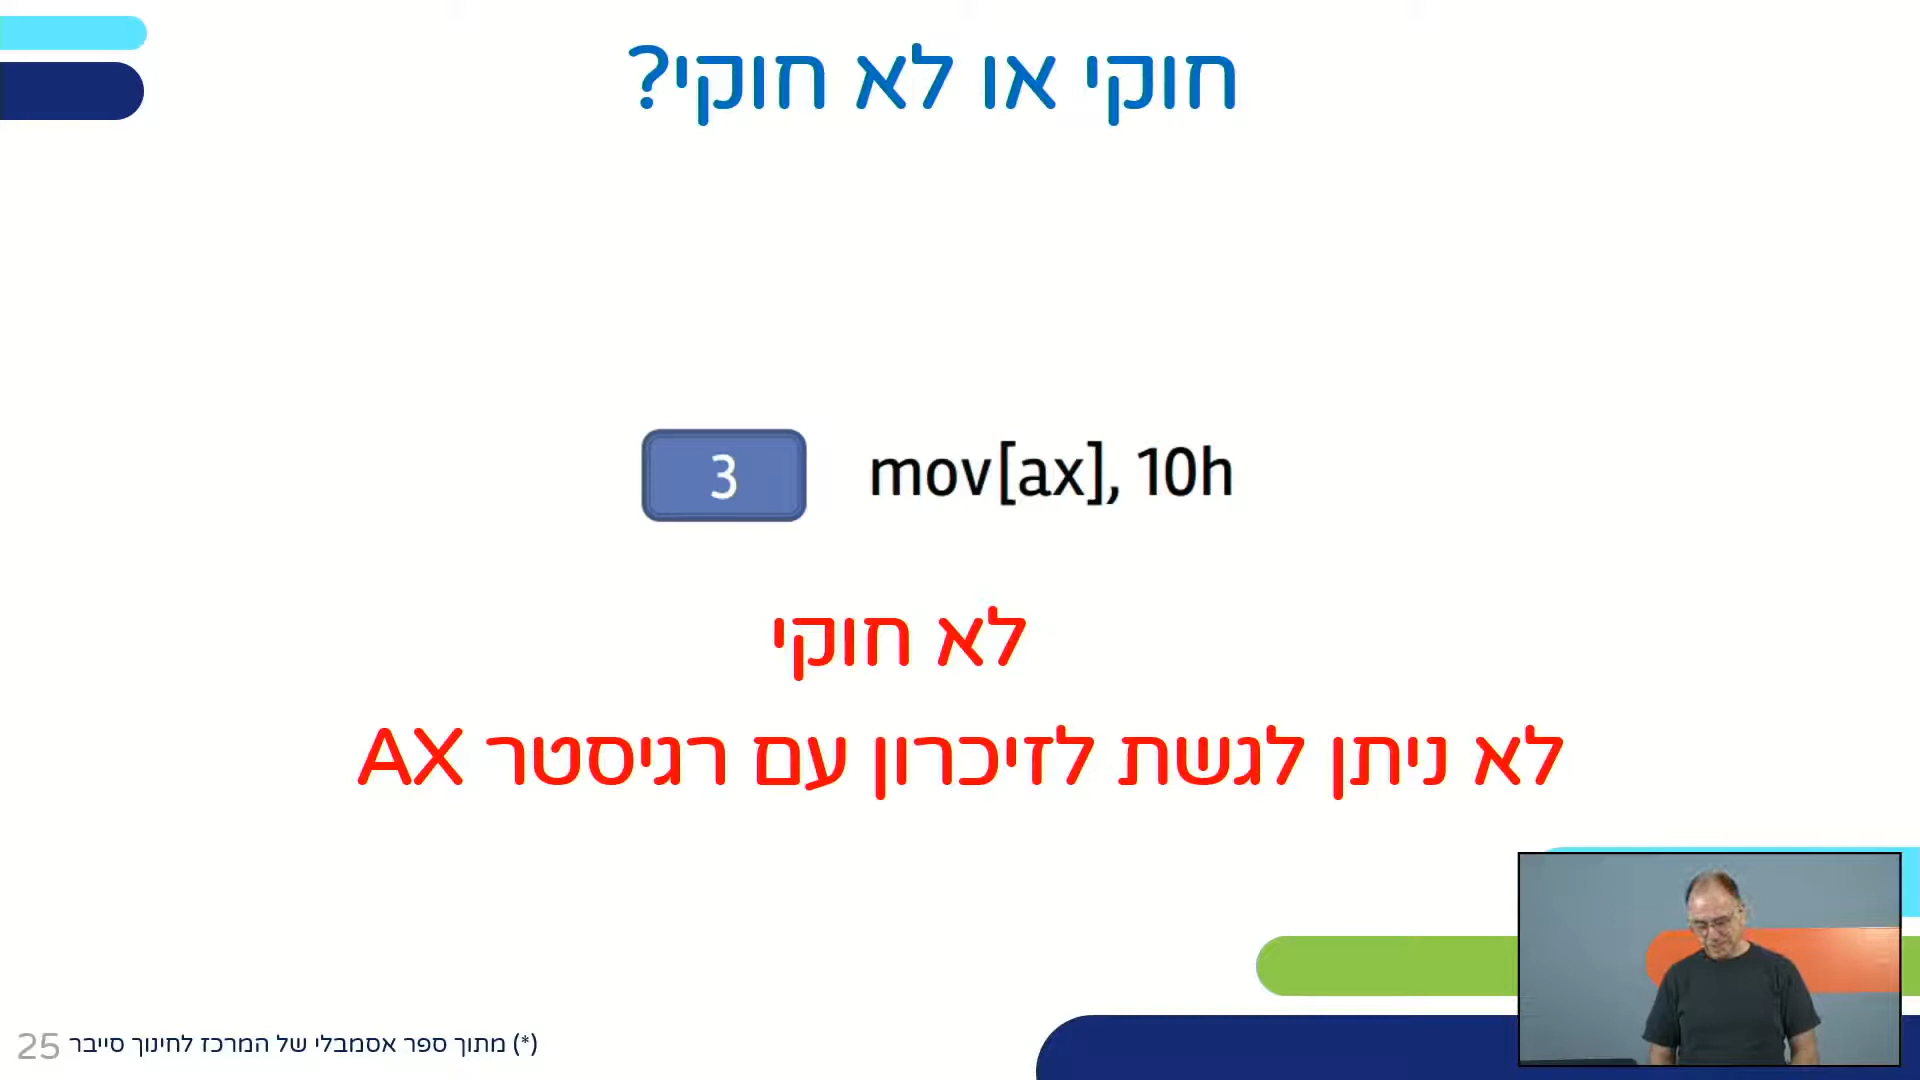 חוקי או לא חוקי?
3 mov[ax], 10h
לא חוקי
לא ניתן לגשת לזיכרון עם רגיסטר AX
(*) מתוך ספר אסמבלי של המרכז לחינוך סייבר 25